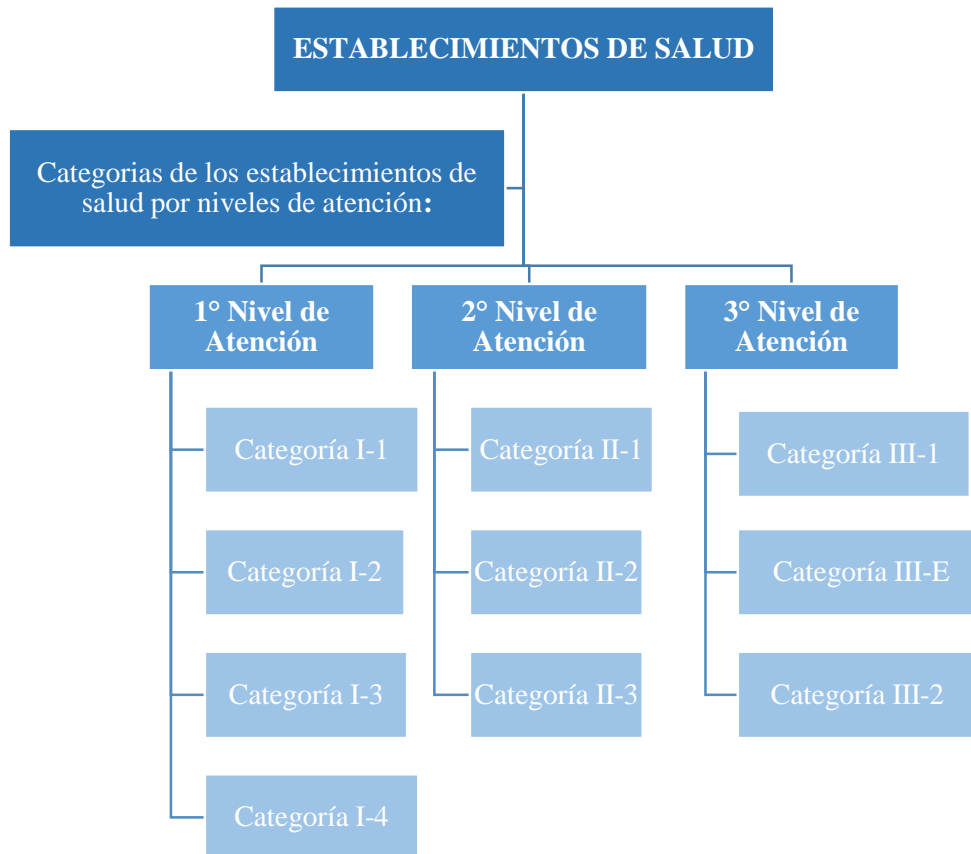 ESTABLECIMIENTOS DE SALUD
Categorias de los establecimientos de
salud por niveles de atención:
1° Nivel de
Atención
Categoría I-1
Categoría I-2
Categoría I-3
Categoría I-4
2° Nivel de
Atención
Categoría II-1
Categoría II-2
Categoría II-3
3° Nivel de
Atención
Categoría III-1
Categoría III-E
Categoría III-2